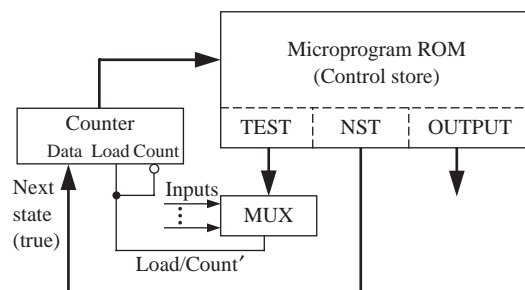 Microprogram ROM
(Control store)
TEST NST OUTPUT
Counter
Data Load Count
Next
state
(true)
Inputs
MUX
Load/Count′